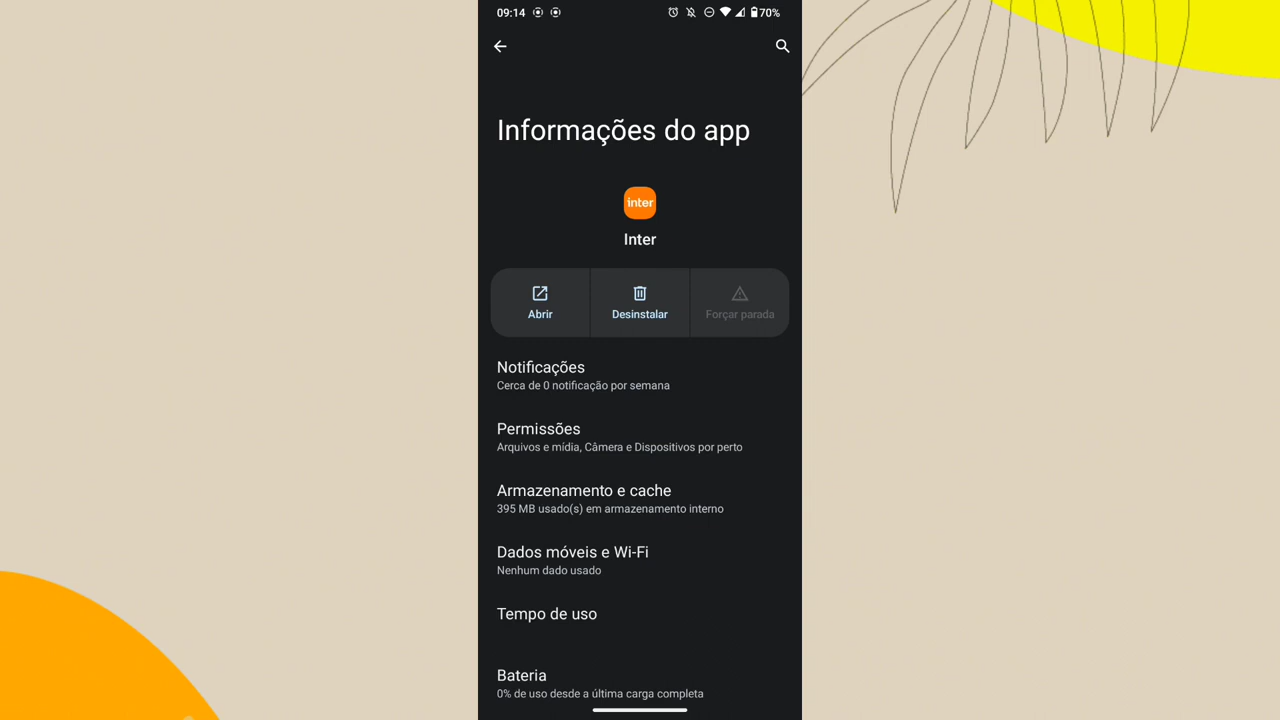 09:14
70%
Informações do app
inter
Inter
Abrir
Desinstalar
Forçar parada
Notificações
Cerca de 0 notificação por semana
Permissões
Arquivos e mídia, Câmera e Dispositivos por perto
Armazenamento e cache
395 MB usado(s) em armazenamento interno
Dados móveis e Wi-Fi
Nenhum dado usado
Tempo de uso
Bateria
0% de uso desde a última carga completa